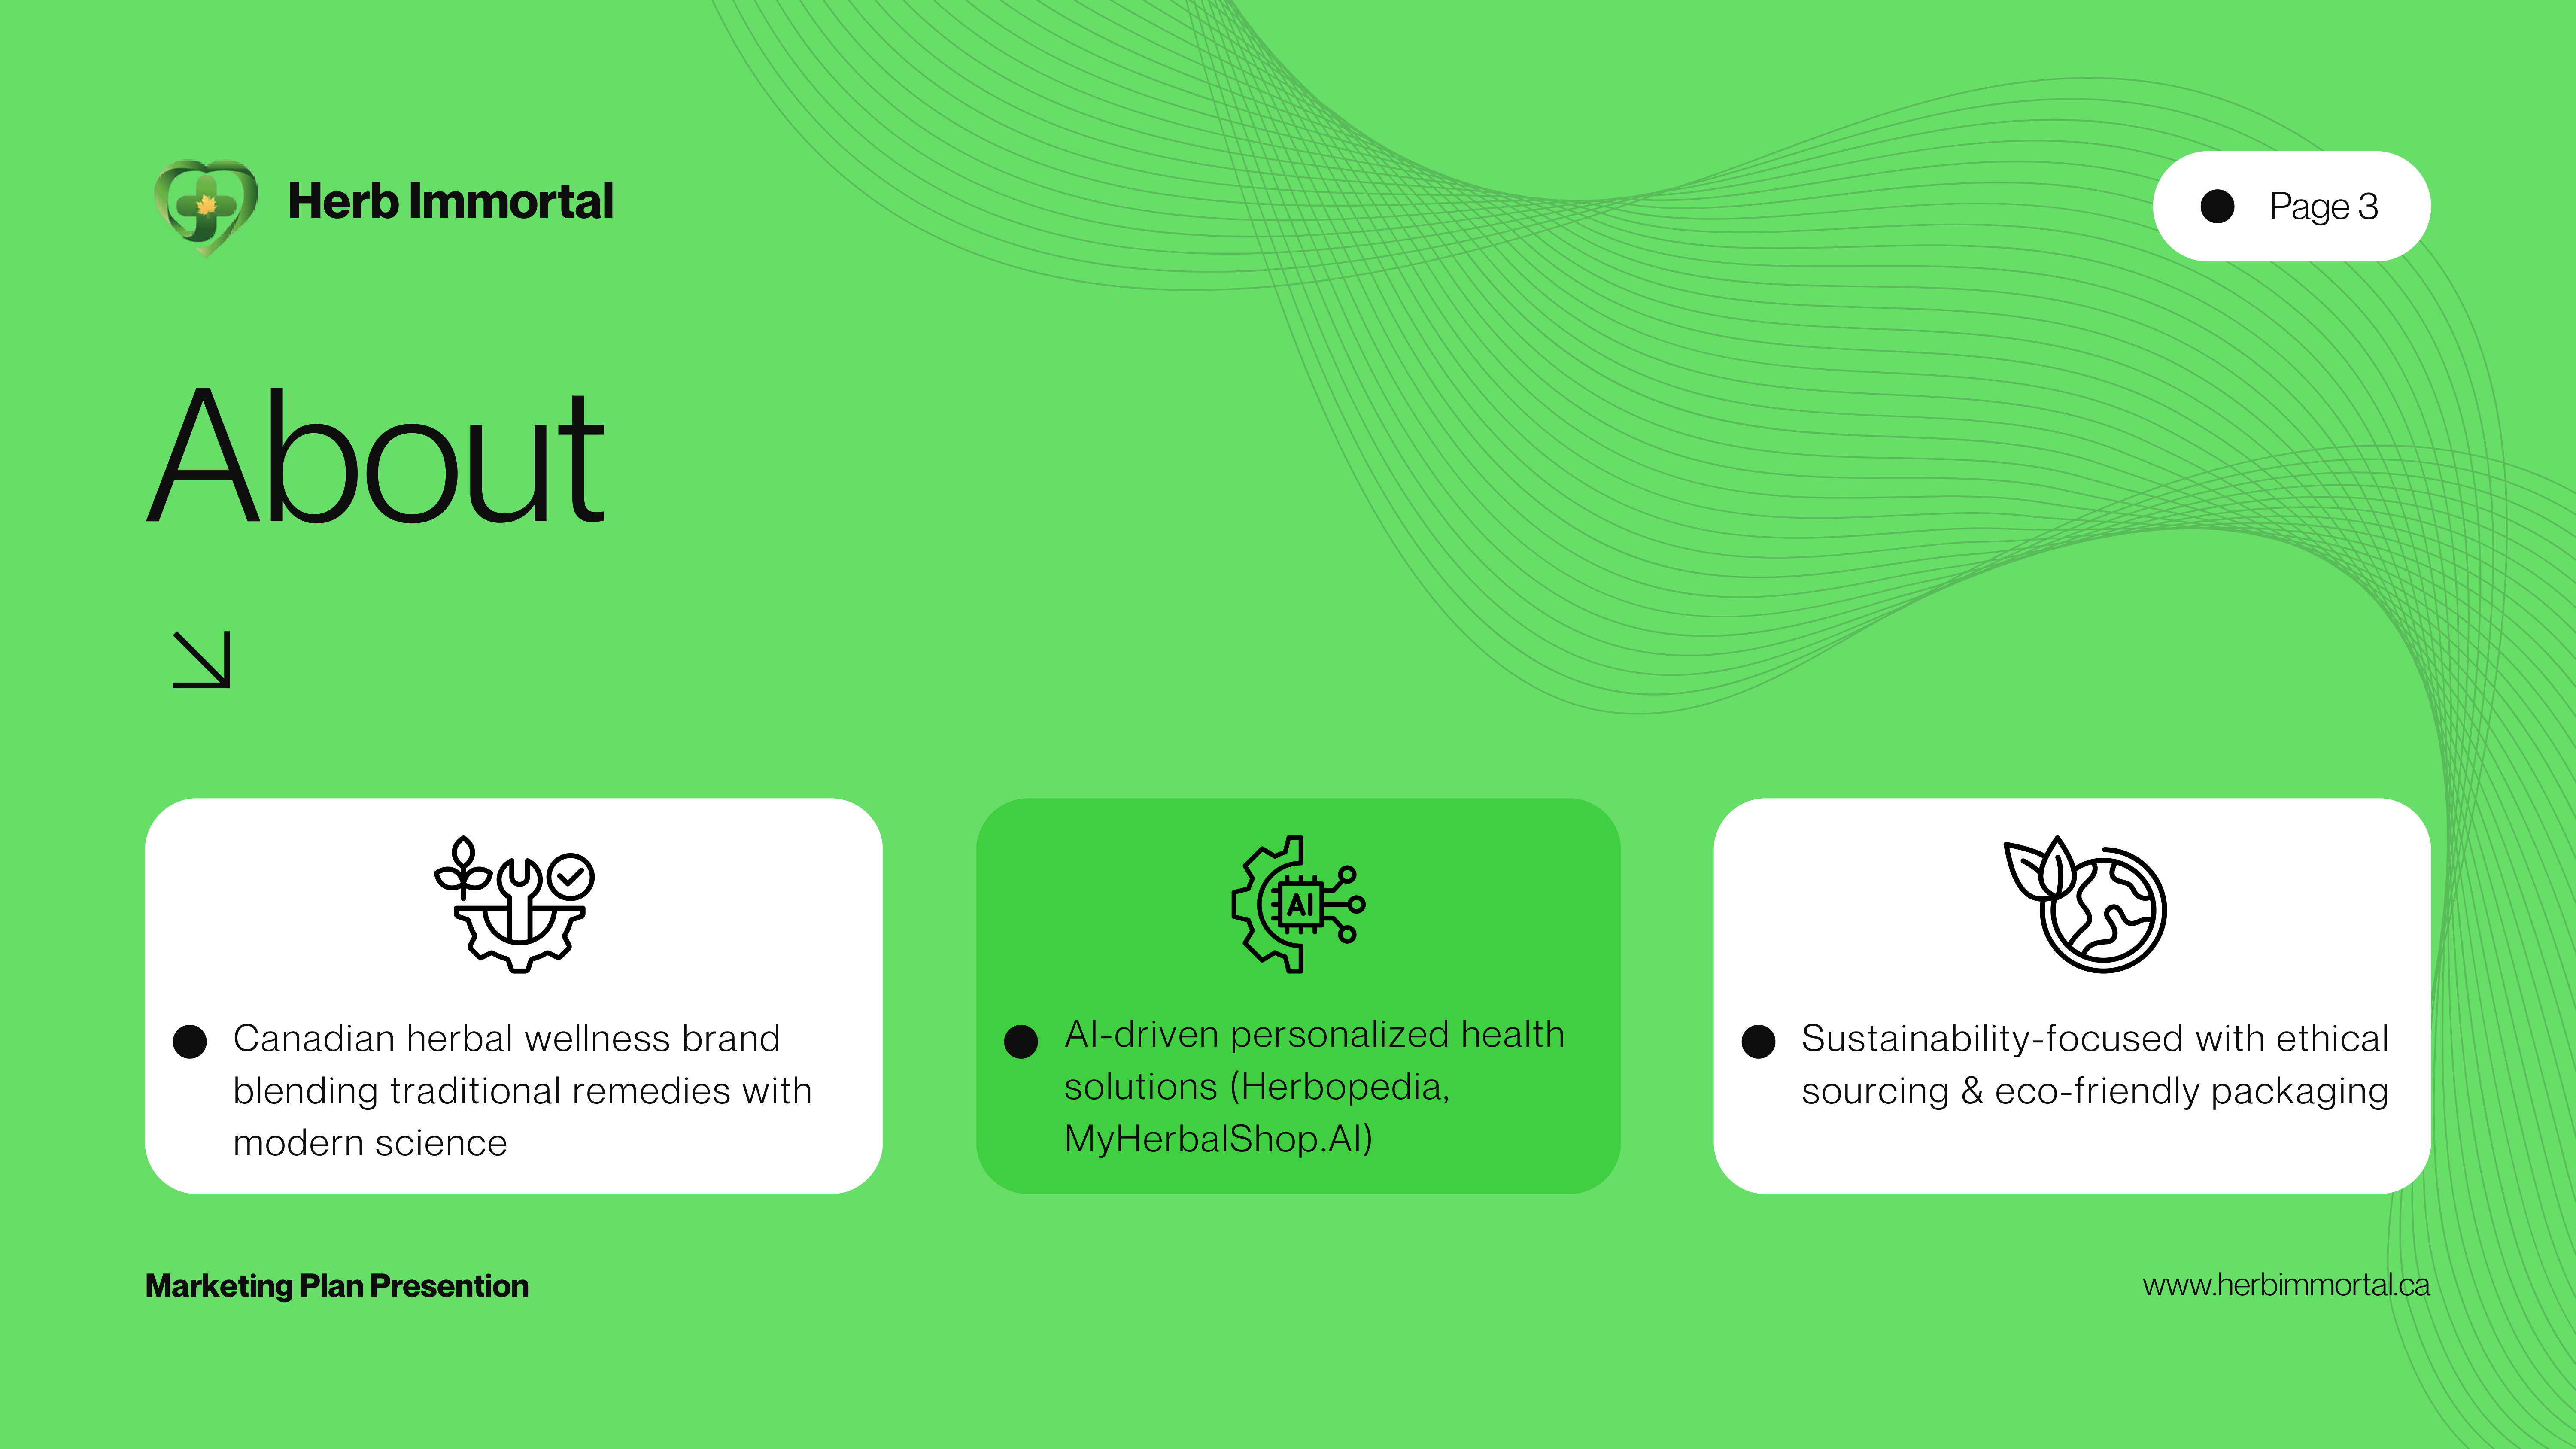 Herb Immortal
Page 3
About
AI
Canadian herbal wellness brand
blending traditional remedies with
modern science
AI-driven personalized health
solutions (Herbopedia,
MyHerbalShop.AI)
Sustainability-focused with ethical
sourcing & eco-friendly packaging
Marketing Plan Presention
www.herbimmortal.ca